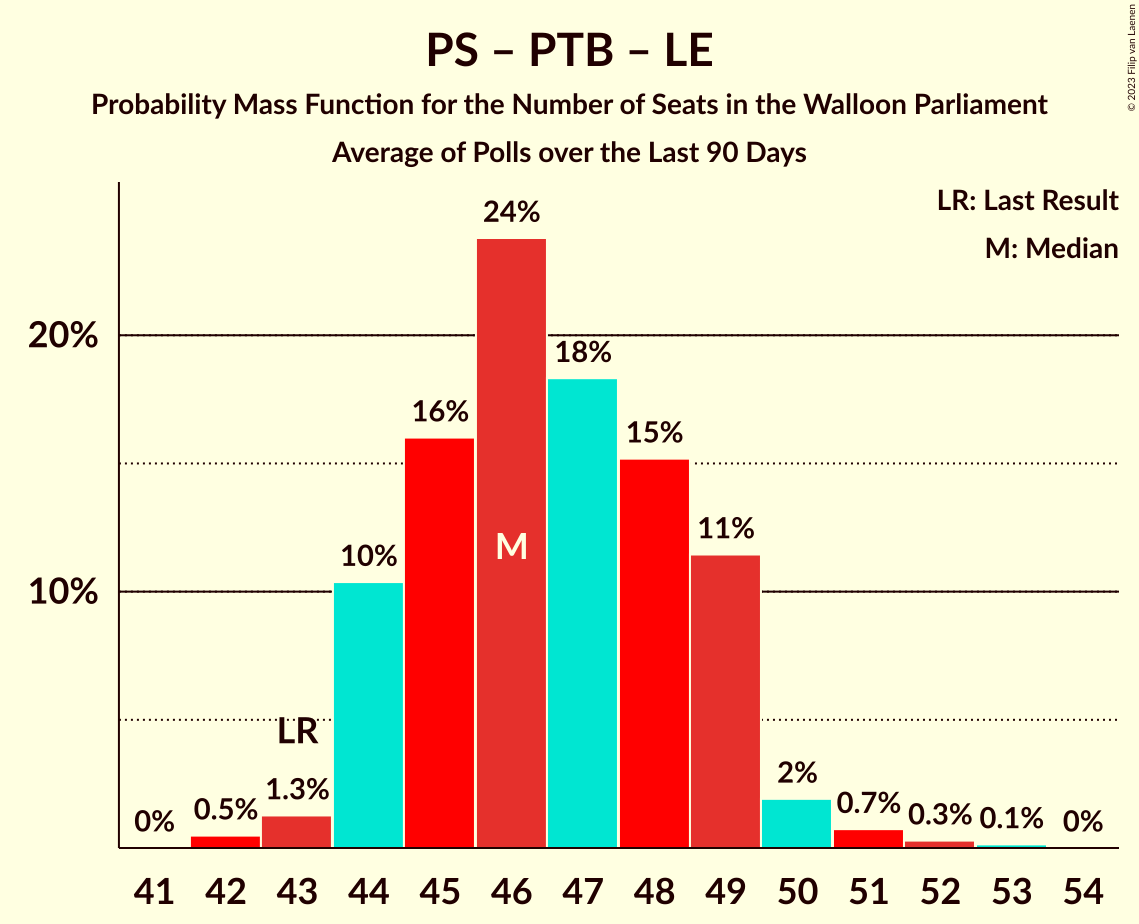 PS – PTB – LE
Probability Mass Function for the Number of Seats in the Walloon Parliament
Average of Polls over the Last 90 Days
© 2023 Filip van Laenen
LR: Last Result
M: Median
24%
20%
18%
16%
15%
M
11%
10%
10%
LR
2%
1.3%
0.7%
0.5%
0.3%
0.1%
0%
0%
41 42 43 44 45 46 47 48 49 50 51 52 53 54